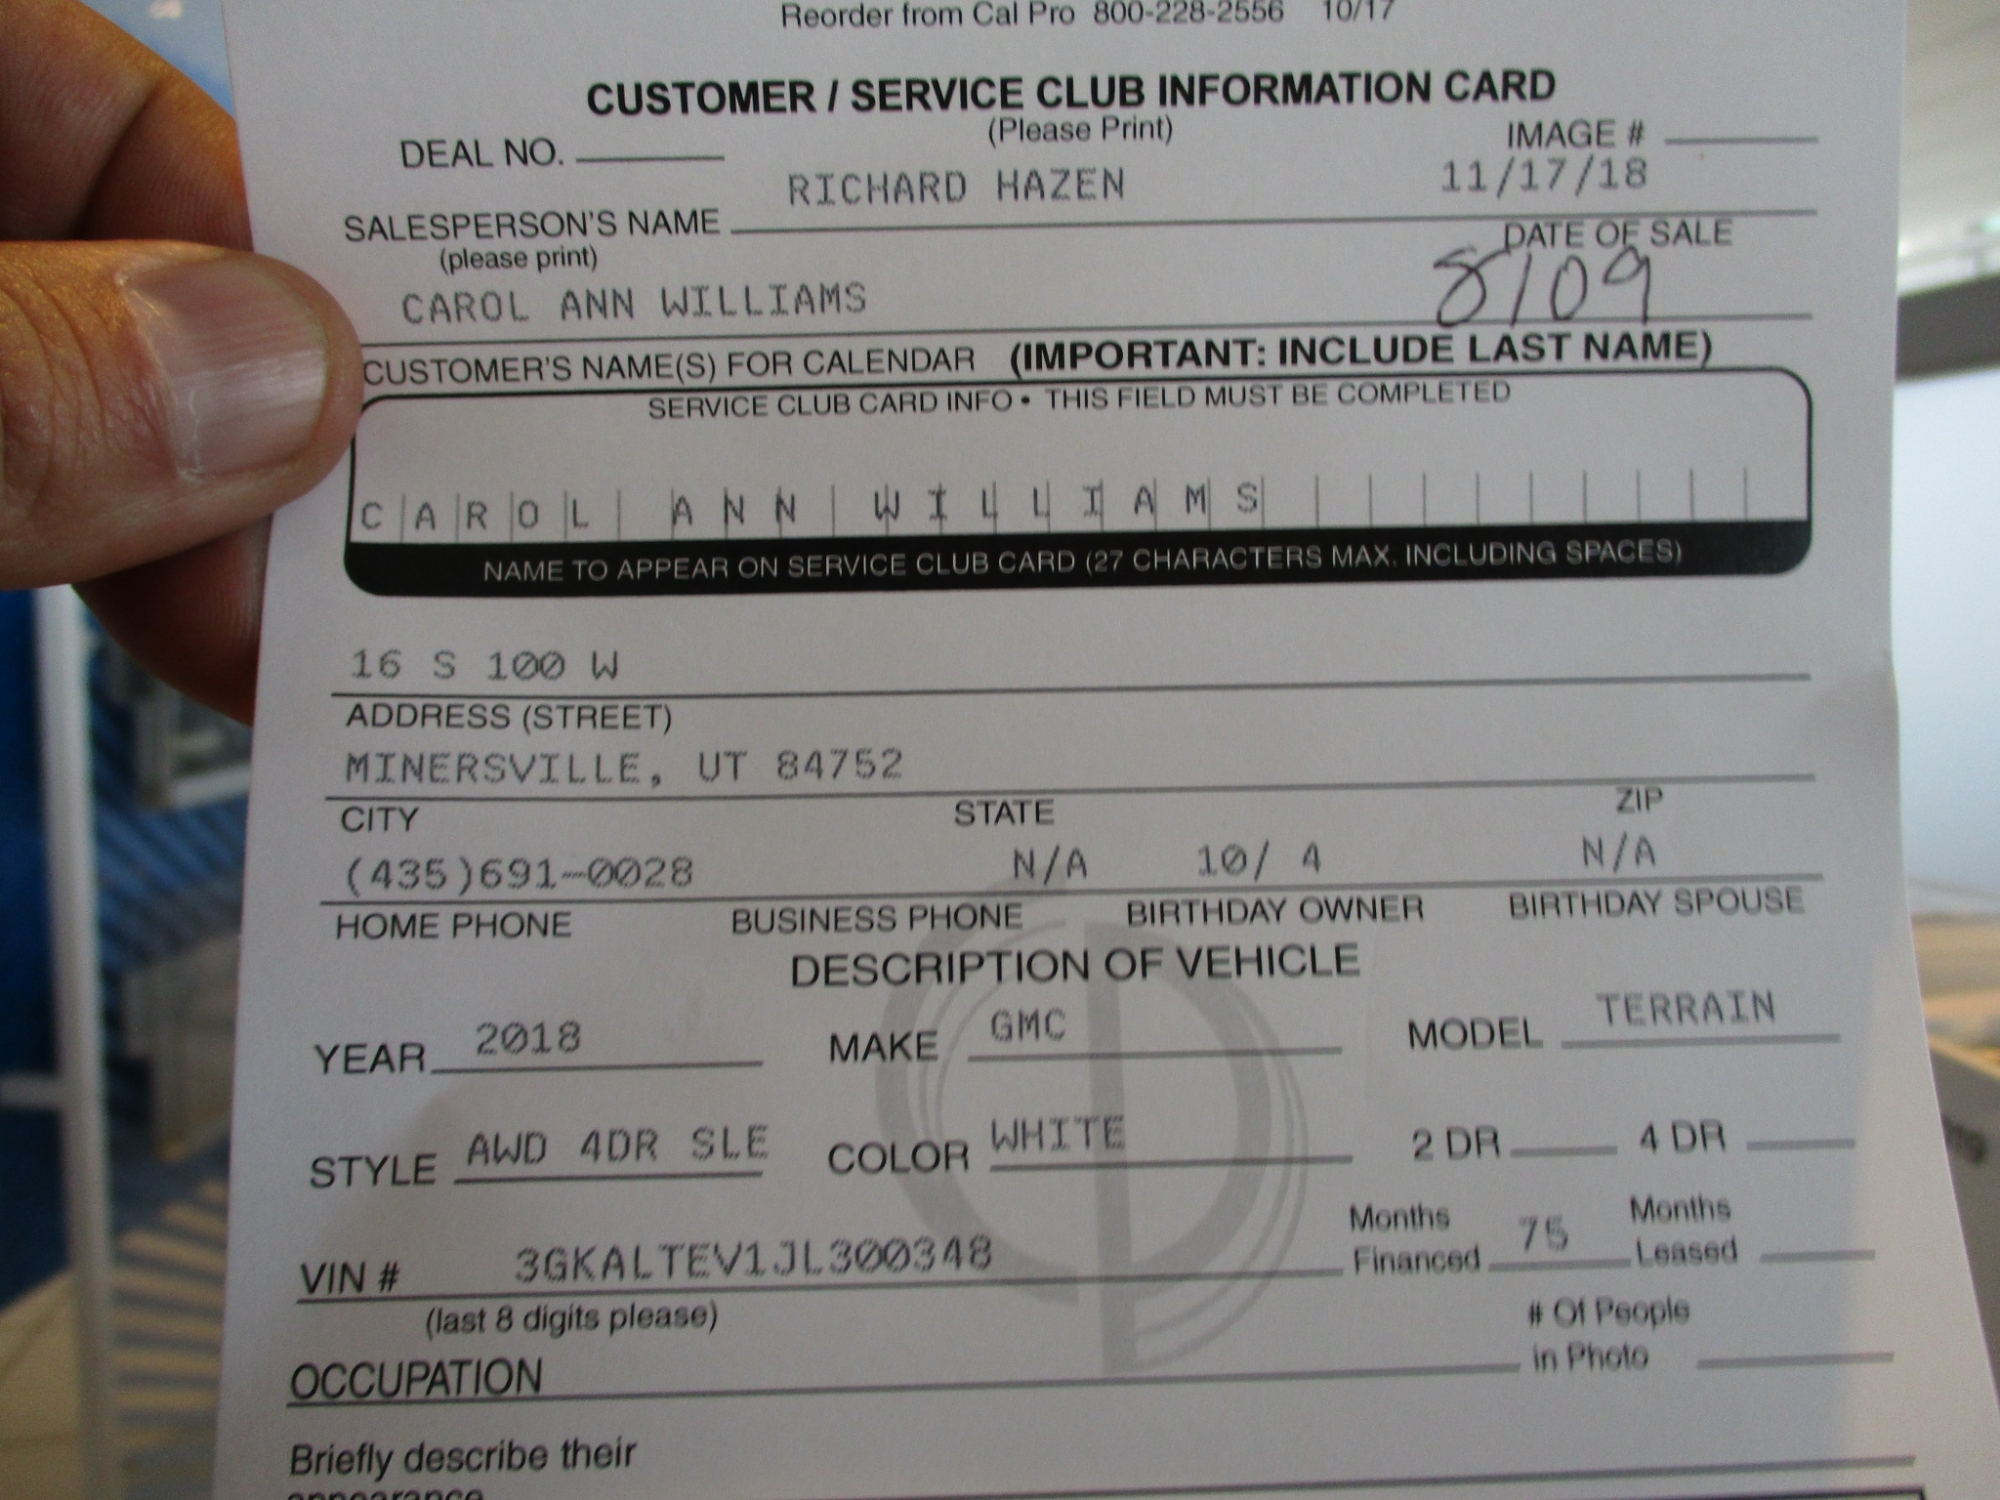 Reorder from Cal Pro 800-228-2556 10/17
CUSTOMER / SERVICE CLUB INFORMATION CARD
(Please Print)
DEAL NO.
IMAGE #
RICHARD HAZEN 11/17/18
SALESPERSON'S NAME DATE OF SALE
(please print)
CAROL ANN WILLIAMS 8109
CUSTOMER'S NAME(S) FOR CALENDAR (IMPORTANT: INCLUDE LAST NAME)
SERVICE CLUB CARD INFO • THIS FIELD MUST BE COMPLETED
CAROL ANN WILLIAMS
NAME TO APPEAR ON SERVICE CLUB CARD (27 CHARACTERS MAX. INCLUDING SPACES)
16 S 100 W
ADDRESS (STREET)
MINERSVILLE, UT 84752
CITY STATE ZIP
(435)691-0028 N/A 10/ 4 N/A
HOME PHONE BUSINESS PHONE BIRTHDAY OWNER BIRTHDAY SPOUSE
DESCRIPTION OF VEHICLE
YEAR 2018 MAKE GMC MODEL TERRAIN
STYLE AWD 4DR SLE COLOR WHITE 2 DR 4 DR
VIN # 3GKALTEV1JL300348 Months Financed 75 Months Leased
(last 8 digits please)
# Of People in Photo
OCCUPATION
Briefly describe their
appearance